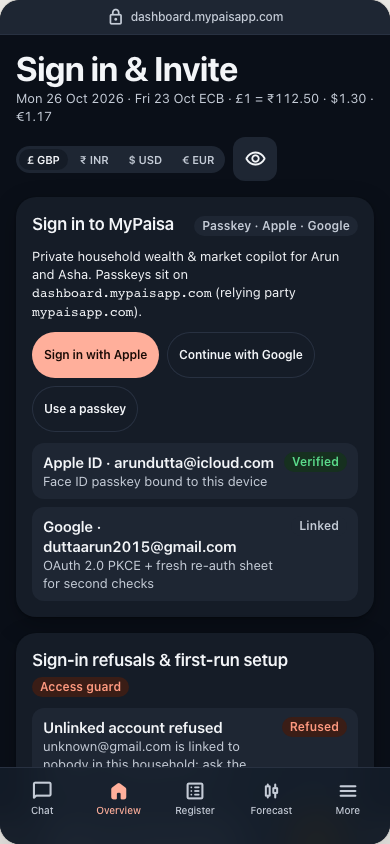 dashboard.mypaisapp.com
Sign in & Invite
Mon 26 Oct 2026 · Fri 23 Oct ECB · £1 = ₹112.50 · $1.30 ·
€1.17
£ GBP ₹ INR $ USD € EUR
Sign in to MyPaisa Passkey · Apple · Google
Private household wealth & market copilot for Arun
and Asha. Passkeys sit on
dashboard.mypaisapp.com (relying party
mypaisapp.com).
Sign in with Apple Continue with Google
Use a passkey
Apple ID · arundutta@icloud.com Verified
Face ID passkey bound to this device
Google · Linked
duttaarun2015@gmail.com
OAuth 2.0 PKCE + fresh re-auth sheet
for second checks
Sign-in refusals & first-run setup
Access guard
Unlinked account refused Refused
unknown@gmail.com is linked to
nobody in this household; ask the
Chat Overview Register Forecast More